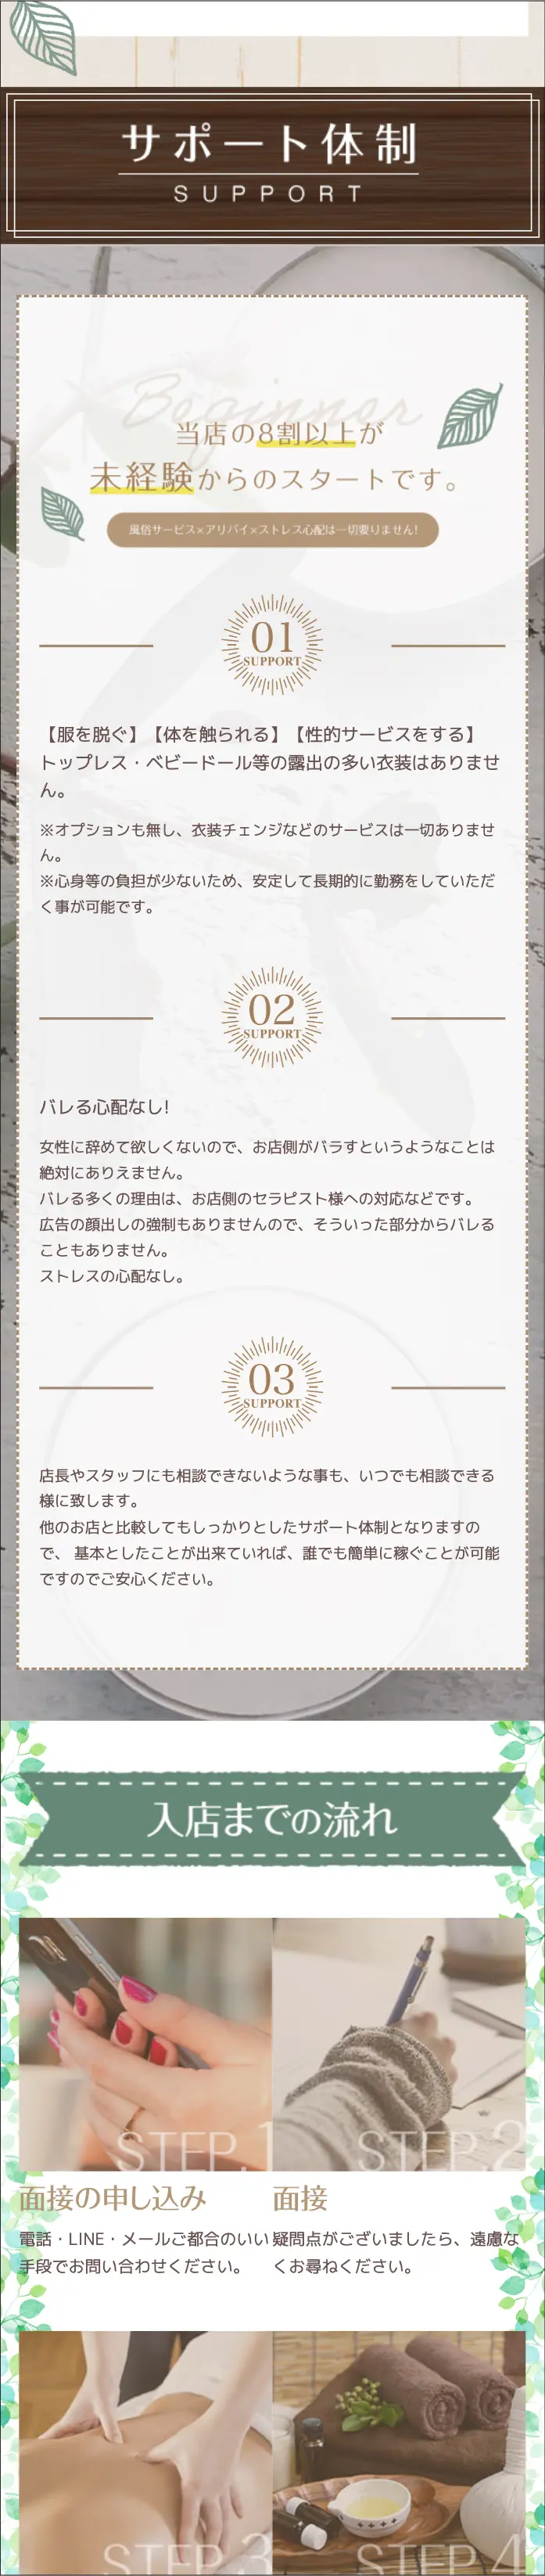 サポート体制
SUPPORT
Beginner
当店の8割以上が
未経験からのスタートです。
風俗サービス×アリバイ×ストレス心配は一切要りません!
01
SUPPORT
【服を脱ぐ】【体を触られる】【性的サービスをする】
トップレス・ベビードール等の露出の多い衣装はありませ
ん。
※オプションも無し、衣装チェンジなどのサービスは一切ありませ
ん。
※心身等の負担が少ないため、安定して長期的に勤務をしていただ
く事が可能です。
02
SUPPORT
バレる心配なし!
女性に辞めて欲しくないので、お店側がバラすというようなことは
絶対にありえません。
バレる多くの理由は、お店側のセラピスト様への対応などです。
広告の顔出しの強制もありませんので、そういった部分からバレる
こともありません。
ストレスの心配なし。
03
SUPPORT
店長やスタッフにも相談できないような事も、いつでも相談できる
様に致します。
他のお店と比較してもしっかりとしたサポート体制となりますの
で、 基本としたことが出来ていれば、誰でも簡単に稼ぐことが可能
ですのでご安心ください。
入店までの流れ
STEP.1
面接の申し込み
電話・LINE・メールご都合のいい
手段でお問い合わせください。
STEP.2
面接
疑問点がございましたら、遠慮な
くお尋ねください。
STEP.3
STEP.4